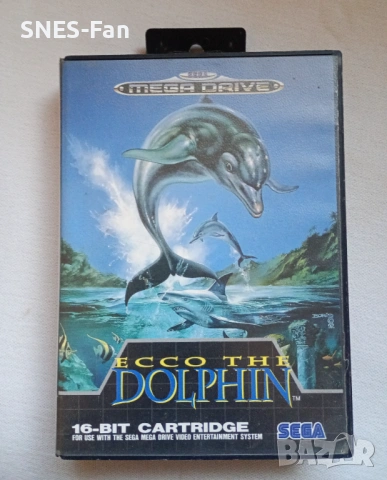 SNES-Fan
SEGA
MEGA DRIVE
ECCO THE
DOLPHIN™
16-BIT CARTRIDGE
FOR USE WITH THE SEGA MEGA DRIVE VIDEO ENTERTAINMENT SYSTEM
SEGA
BAZAR